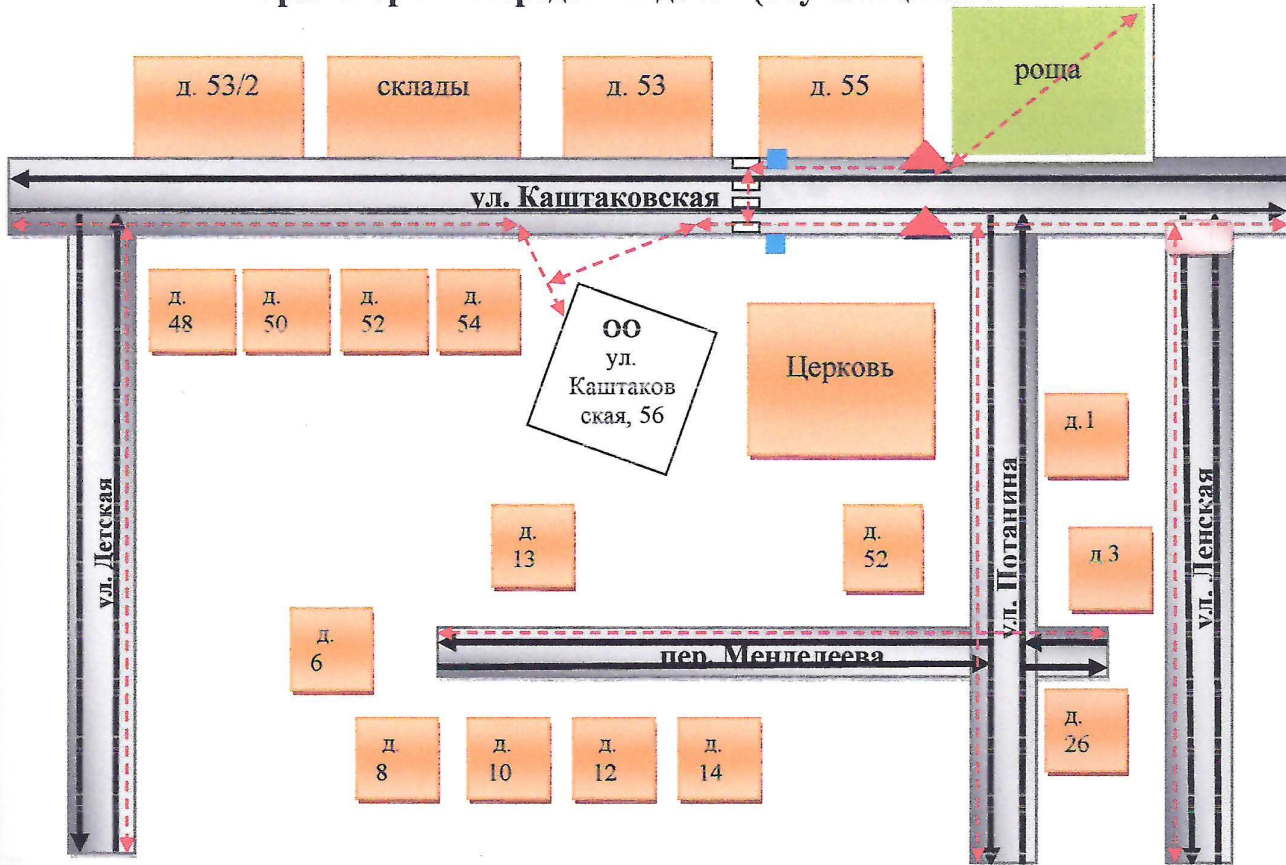 роща
д. 53/2
склады
д. 53
д. 55
ул. Каштаковская
д.
48
д.
50
д.
52
д.
54
ОО
ул.
Каштаков
ская, 56
Церковь
д.1
д.3
д.
13
д.
52
ул. Детская
ул. Потанина
ул. Ленская
д.
6
пер. Менделеева
д.
8
д.
10
д.
12
д.
14
д.
26